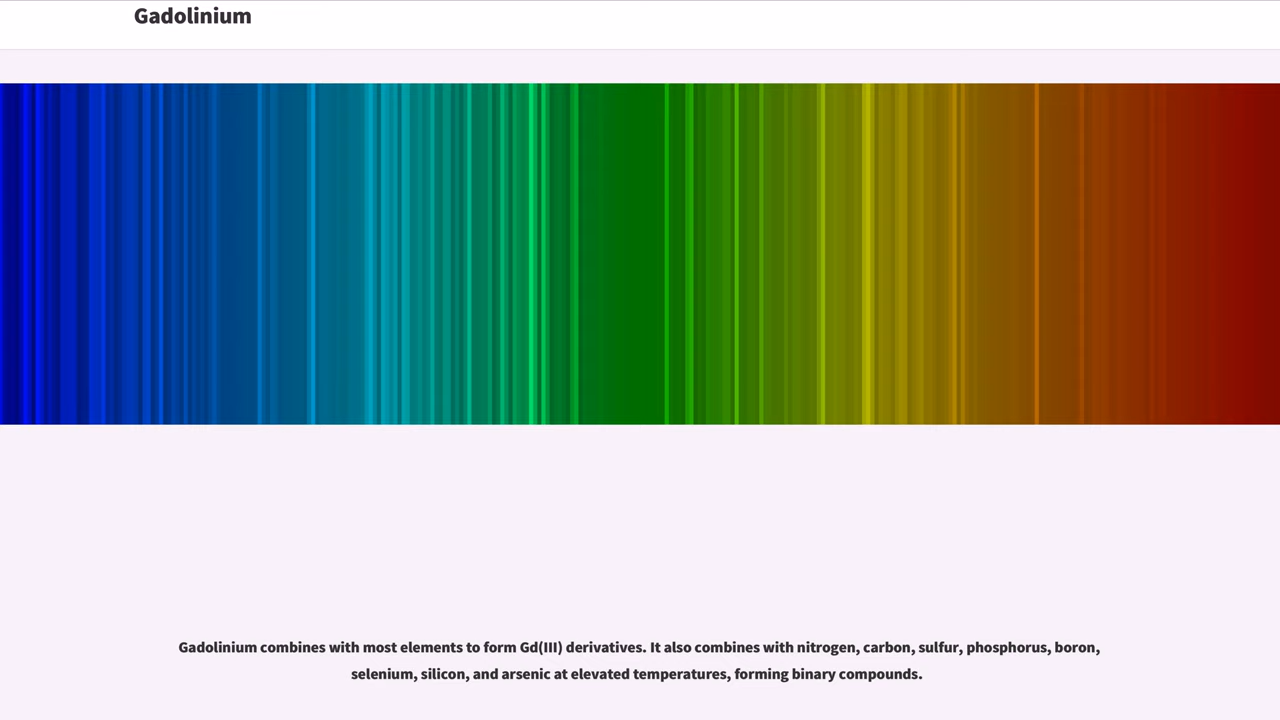 Gadolinium
Gadolinium combines with most elements to form Gd(III) derivatives. It also combines with nitrogen, carbon, sulfur, phosphorus, boron,
selenium, silicon, and arsenic at elevated temperatures, forming binary compounds.